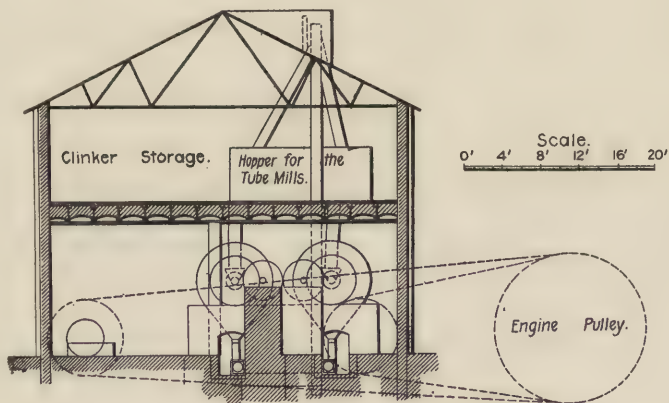 Clinker Storage.
Hopper for the
Tube Mills.
Scale.
0' 4' 8' 12' 16' 20'
Engine Pulley.